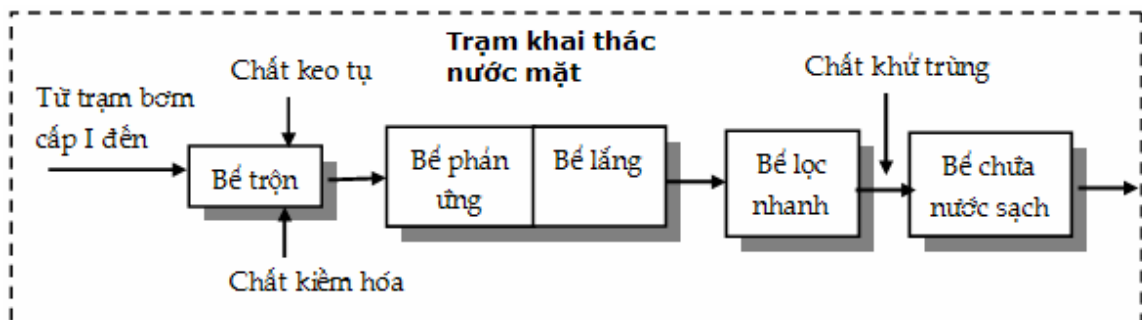 Trạm khai thác
nước mặt
Chất keo tụ
Chất khử trùng
Từ trạm bơm
cấp I đến
Bể trộn
Bể phản
ứng
Bể lắng
Bể lọc
nhanh
Bể chứa
nước sạch
Chất kiềm hóa